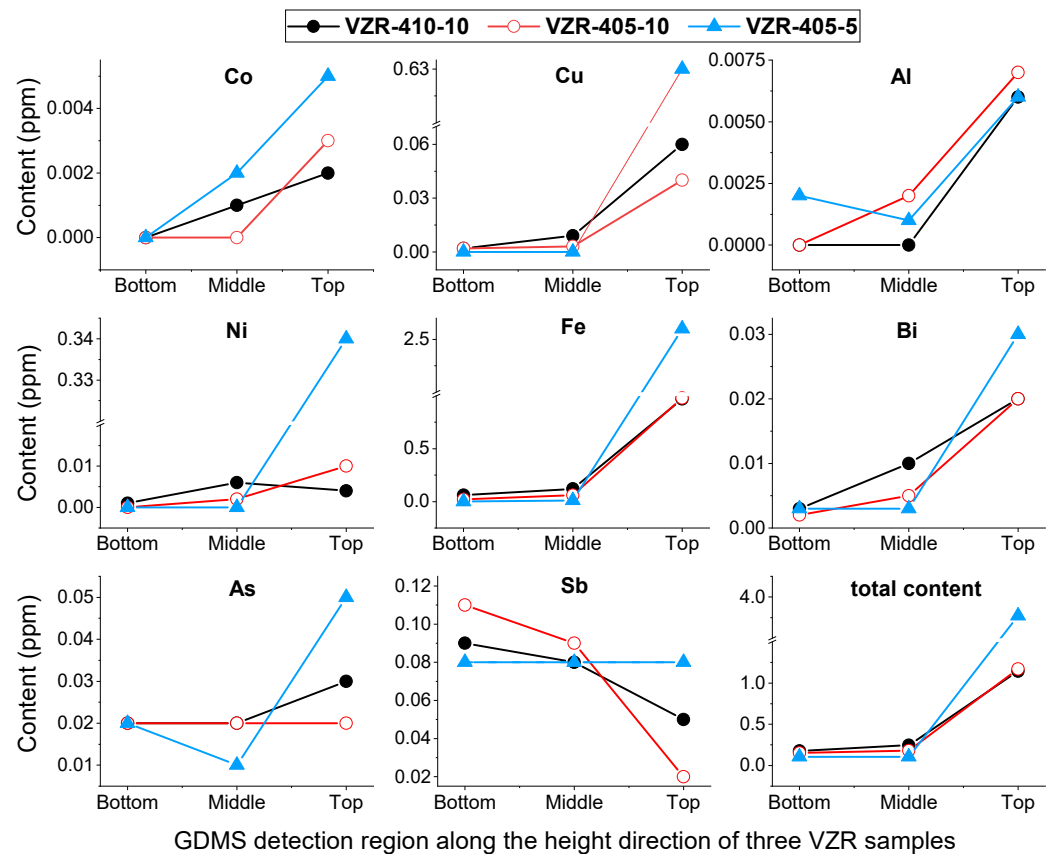 VZR-410-10 VZR-405-10 VZR-405-5
Co Cu Al
Content (ppm)
0.004
0.002
0.000
Bottom Middle Top
0.63
0.06
0.03
0.00
Bottom Middle Top
0.0075
0.0050
0.0025
0.0000
Bottom Middle Top
Ni Fe Bi
Content (ppm)
0.34
0.33
0.01
0.00
Bottom Middle Top
2.5
0.5
0.0
Bottom Middle Top
0.03
0.02
0.01
0.00
Bottom Middle Top
As Sb total content
Content (ppm)
0.05
0.04
0.03
0.02
0.01
Bottom Middle Top
0.12
0.10
0.08
0.06
0.04
0.02
Bottom Middle Top
4.0
1.0
0.5
0.0
Bottom Middle Top
GDMS detection region along the height direction of three VZR samples